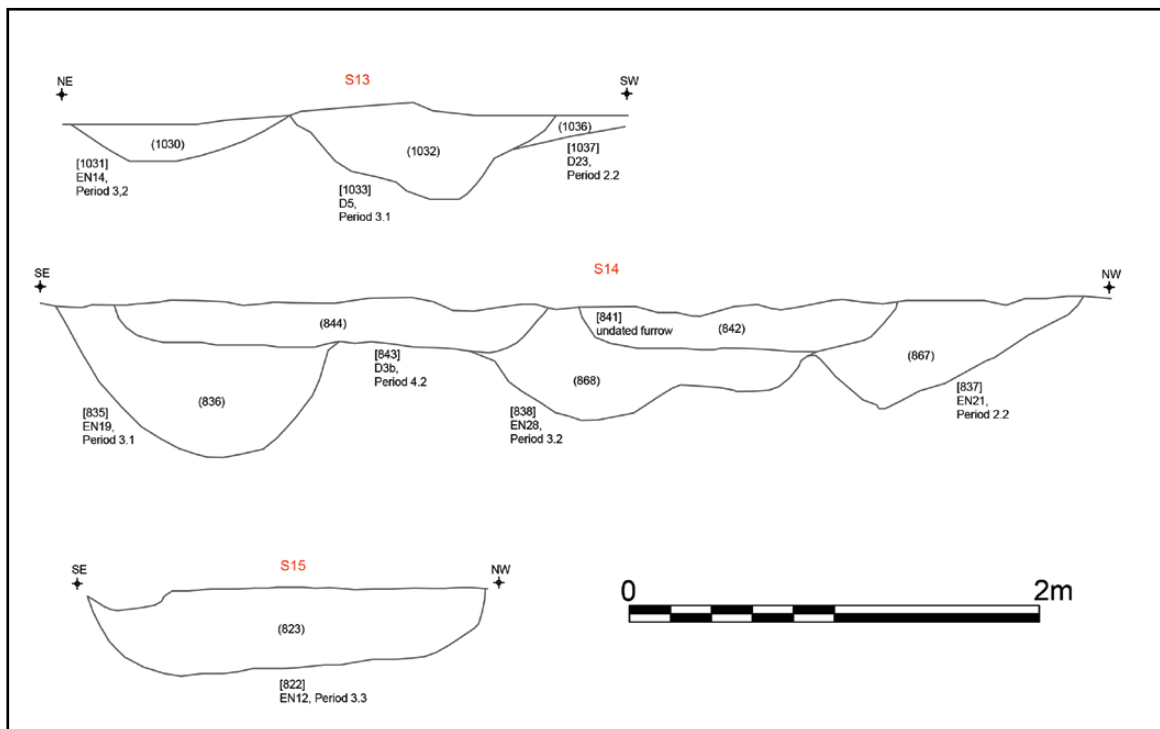 S13
NE
SW
(1030)
(1032)
(1036)
[1031]
EN14,
Period 3,2
[1033]
D5,
Period 3.1
[1037]
D23,
Period 2.2
S14
SE
NW
(844)
[841]
undated furrow
(842)
(836)
[843]
D3b,
Period 4.2
(868)
(867)
[835]
EN19,
Period 3.1
[838]
EN28,
Period 3.2
[837]
EN21,
Period 2.2
S15
SE
NW
(823)
[822]
EN12, Period 3.3
0
2m